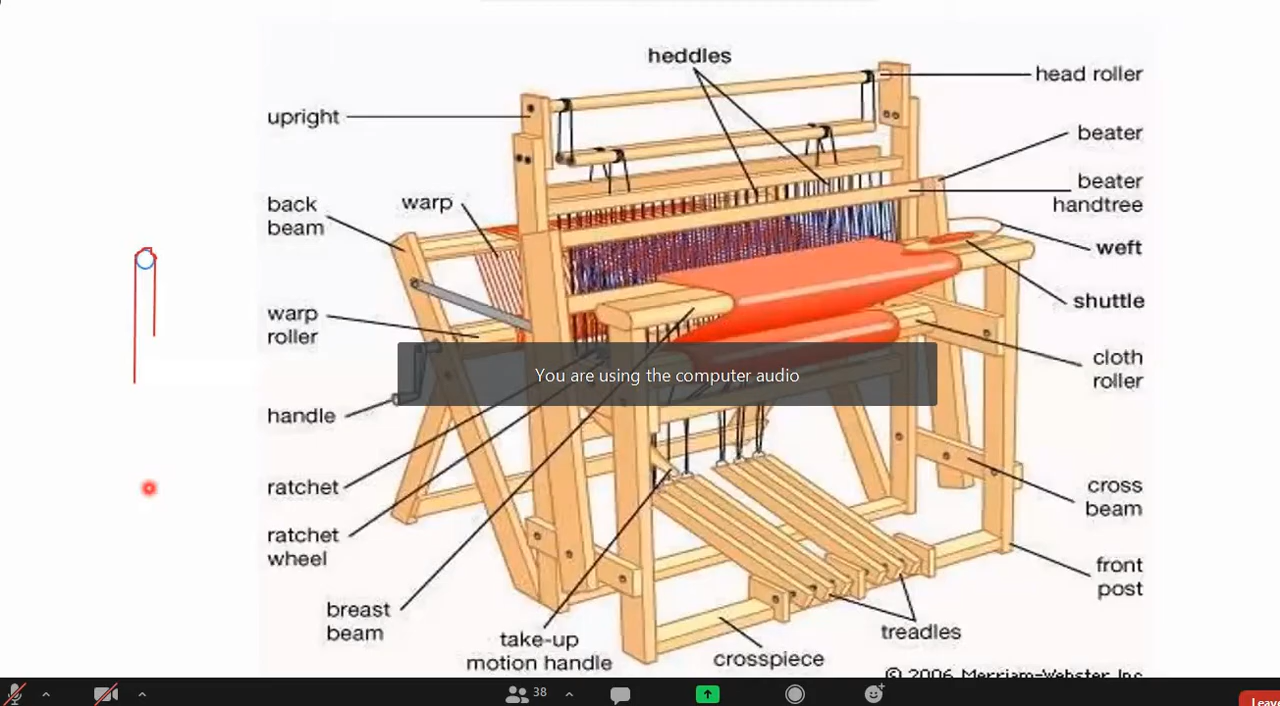 heddles
head roller
upright
beater
beater
handtree
back
beam
warp
weft
shuttle
warp
roller
cloth
roller
You are using the computer audio
handle
ratchet
cross
beam
ratchet
wheel
front
post
breast
beam
take-up
motion handle
treadles
crosspiece
© 2006 Merriam-Webster Inc
38
Leave